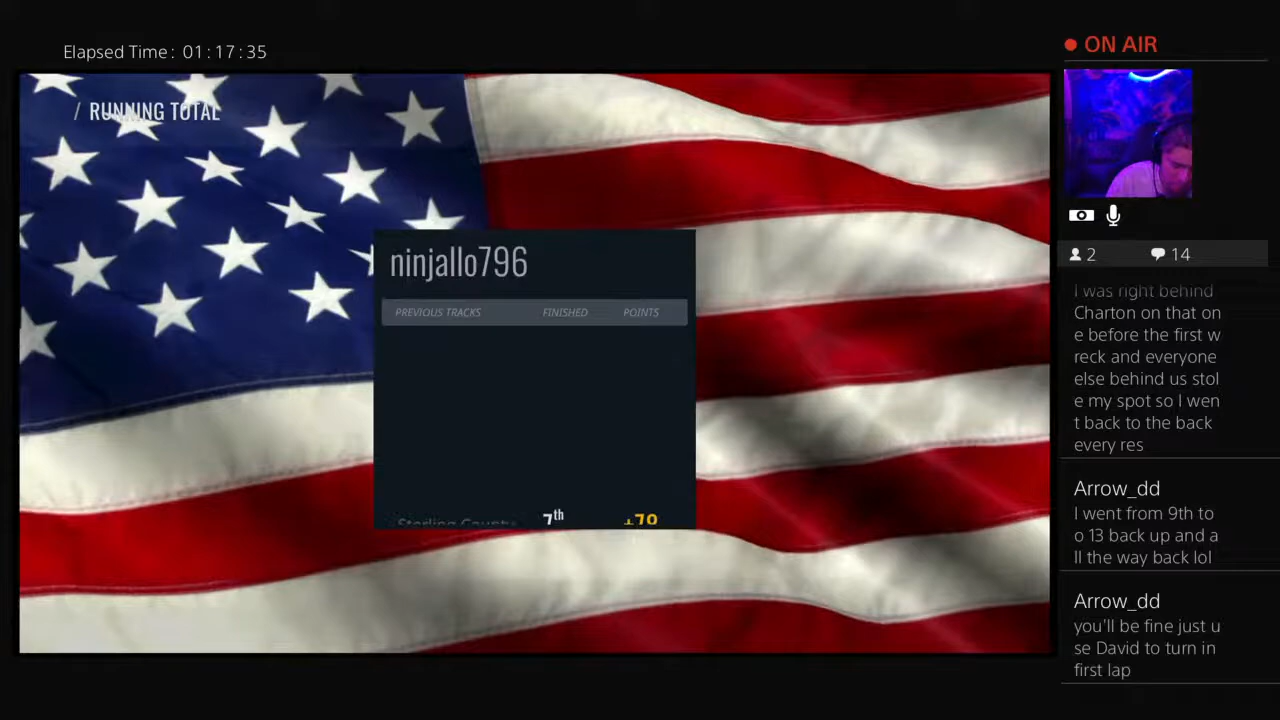 Elapsed Time: 01:17:35
ON AIR
/ RUNNING TOTAL
ninjallo796
PREVIOUS TRACKS FINISHED POINTS
7th +79
2 14
I was right behind
Charton on that on
e before the first w
reck and everyone
else behind us stol
e my spot so I wen
t back to the back
every res
Arrow_dd
I went from 9th to
o 13 back up and a
ll the way back lol
Arrow_dd
you'll be fine just u
se David to turn in
first lap